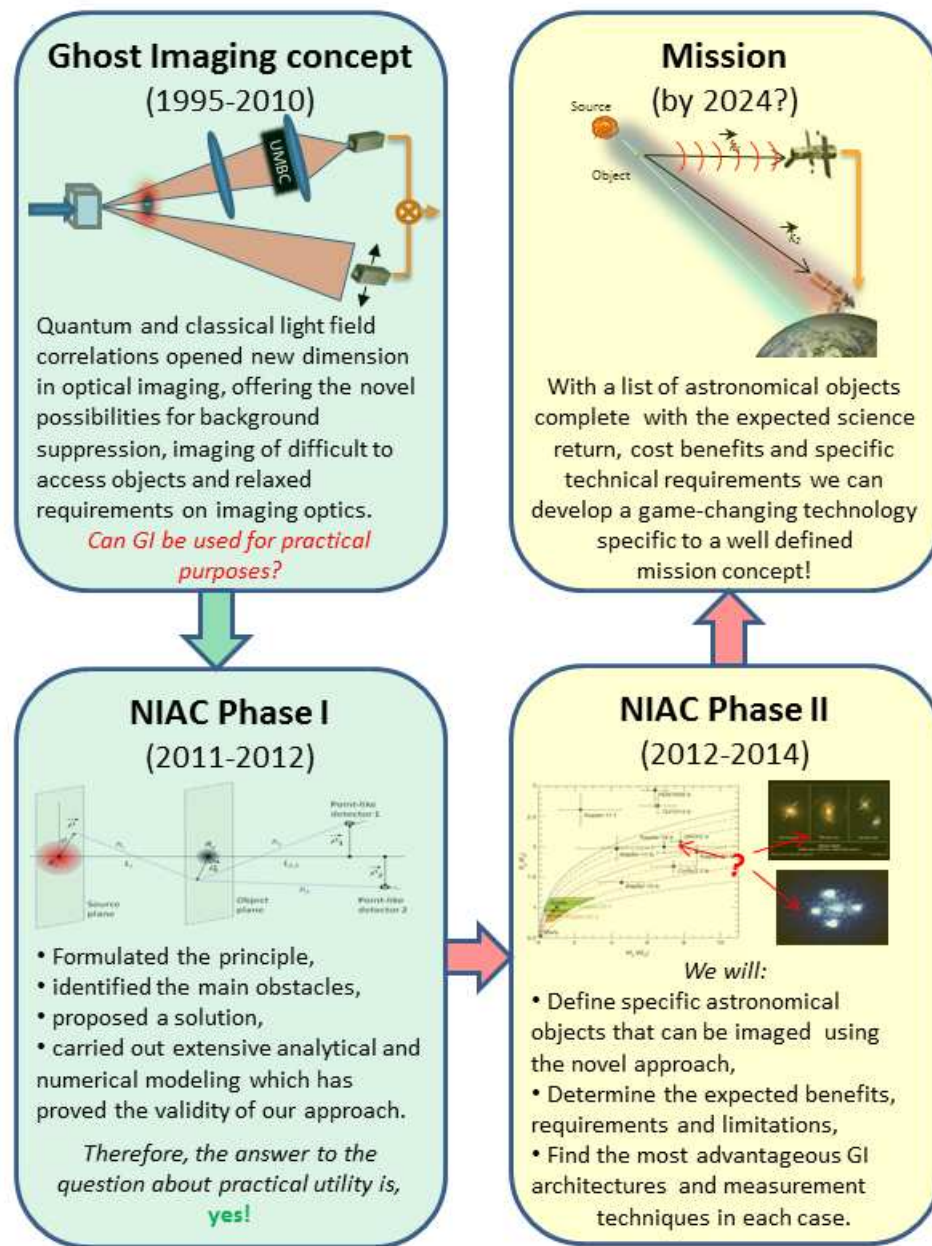 Ghost Imaging concept
(1995-2010)
UMBC
Quantum and classical light field
correlations opened new dimension
in optical imaging, offering the novel
possibilities for background
suppression, imaging of difficult to
access objects and relaxed
requirements on imaging optics.
Can GI be used for practical
purposes?
NIAC Phase I
(2011-2012)
Point-like
detector 1
Source
plane
Object
plane
Point-like
detector 2
• Formulated the principle,
• identified the main obstacles,
• proposed a solution,
• carried out extensive analytical and
numerical modeling which has
proved the validity of our approach.
Therefore, the answer to the
question about practical utility is,
yes!
NIAC Phase II
(2012-2014)
?
We will:
• Define specific astronomical
objects that can be imaged using
the novel approach,
• Determine the expected benefits,
requirements and limitations,
• Find the most advantageous GI
architectures and measurement
techniques in each case.
Mission
(by 2024?)
Source
Object
k₂
With a list of astronomical objects
complete with the expected science
return, cost benefits and specific
technical requirements we can
develop a game-changing technology
specific to a well defined
mission concept!